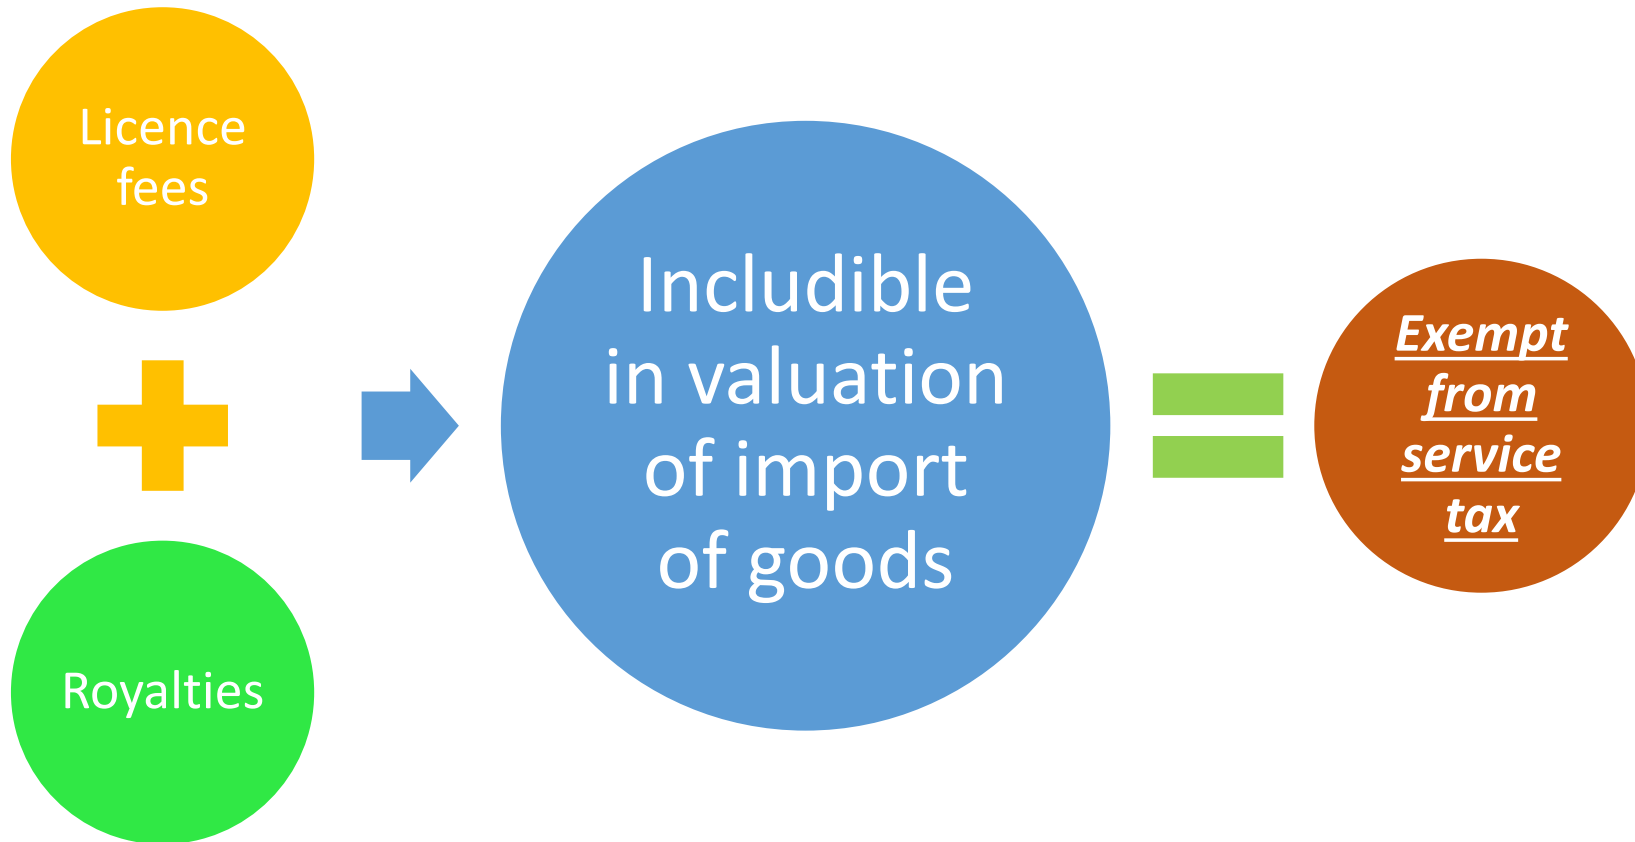 Licence
fees
Royalties
Includible
in valuation
of import
of goods
Exempt
from
service
tax